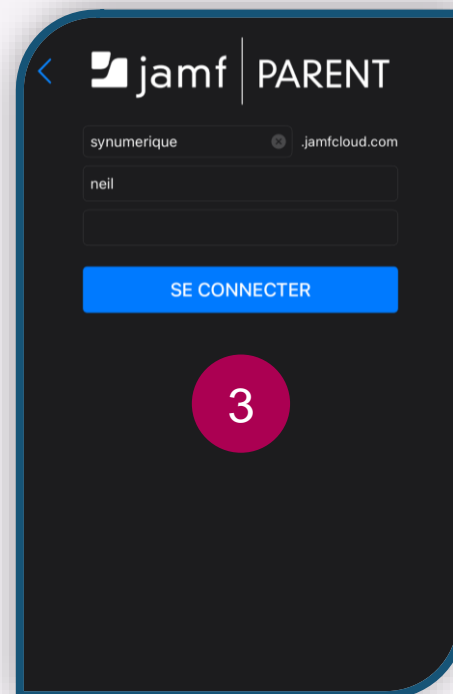 jamf PARENT
synumerique .jamfcloud.com
neil
SE CONNECTER
3